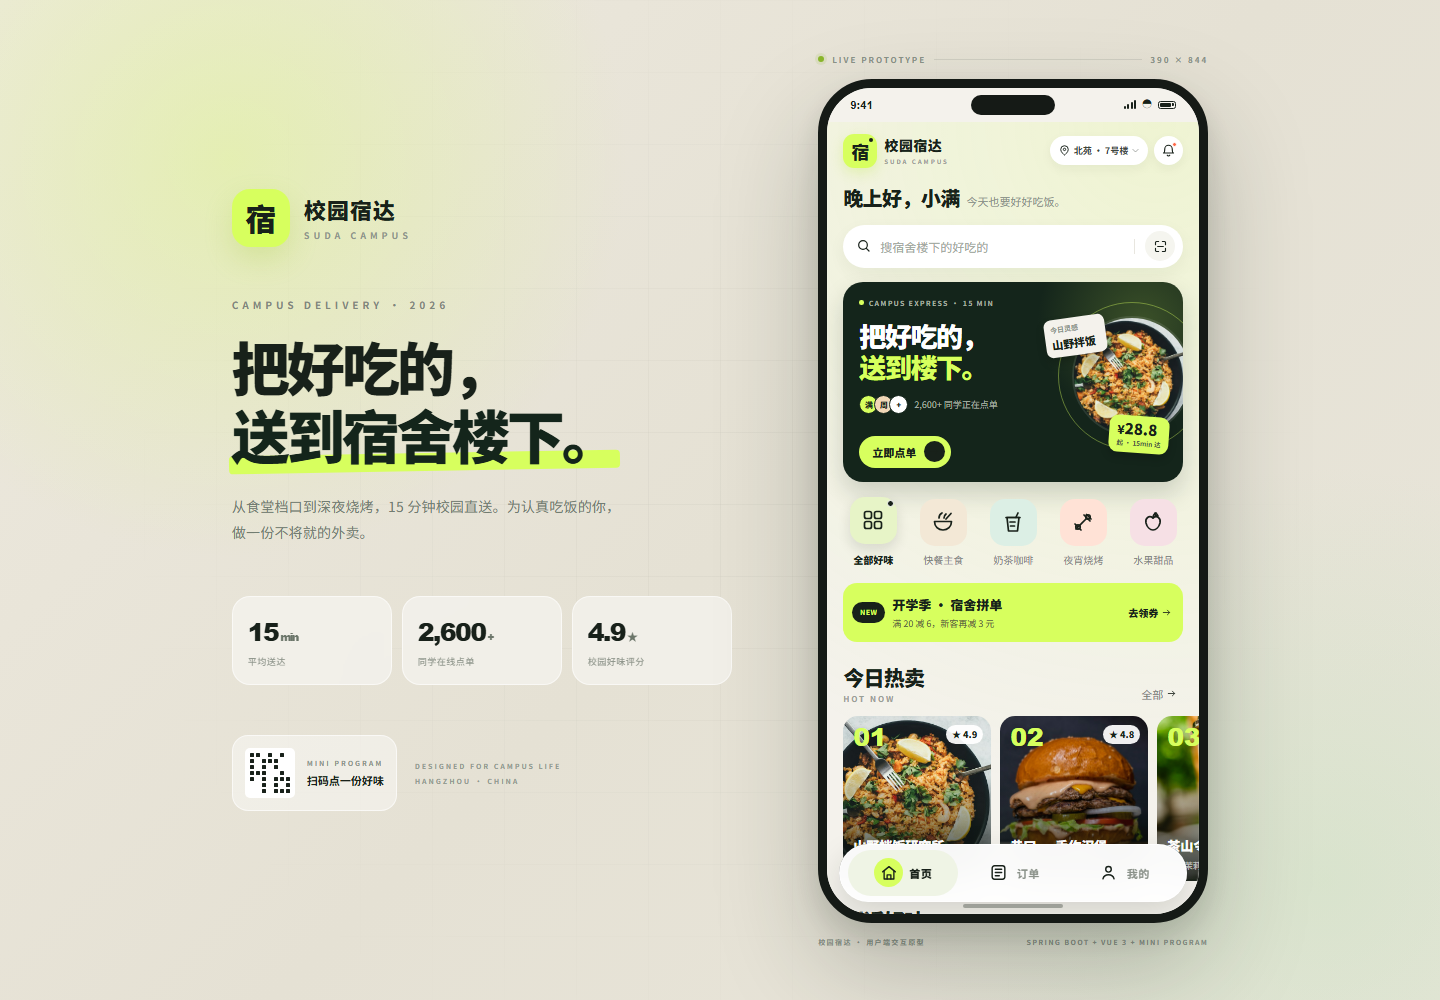 宿
校园宿达
SUDA CAMPUS
CAMPUS DELIVERY • 2026
把好吃的，
送到宿舍楼下。
从食堂档口到深夜烧烤，15 分钟校园直送。为认真吃饭的你，
做一份不将就的外卖。
15 min
平均送达
2,600+
同学在线点单
4.9★
校园好味评分
MINI PROGRAM
扫码点一份好味
DESIGNED FOR CAMPUS LIFE
HANGZHOU • CHINA
LIVE PROTOTYPE
390 × 844
9:41
宿
校园宿达
SUDA CAMPUS
北苑 • 7号楼
晚上好，小满 今天也要好好吃饭。
搜宿舍楼下的好吃的
CAMPUS EXPRESS • 15 MIN
把好吃的，
送到楼下。
满 周 +
2,600+ 同学正在点单
立即点单
今日灵感
山野拌饭
¥28.8
起 • 15min 达
全部好味
快餐主食
奶茶咖啡
夜宵烧烤
水果甜品
NEW
开学季 • 宿舍拼单
满 20 减 6，新客再减 3 元
去领券 →
今日热卖
HOT NOW
全部 →
01
★ 4.9
02
★ 4.8
03
首页
订单
我的
校园宿达 • 用户端交互原型
SPRING BOOT + VUE 3 + MINI PROGRAM